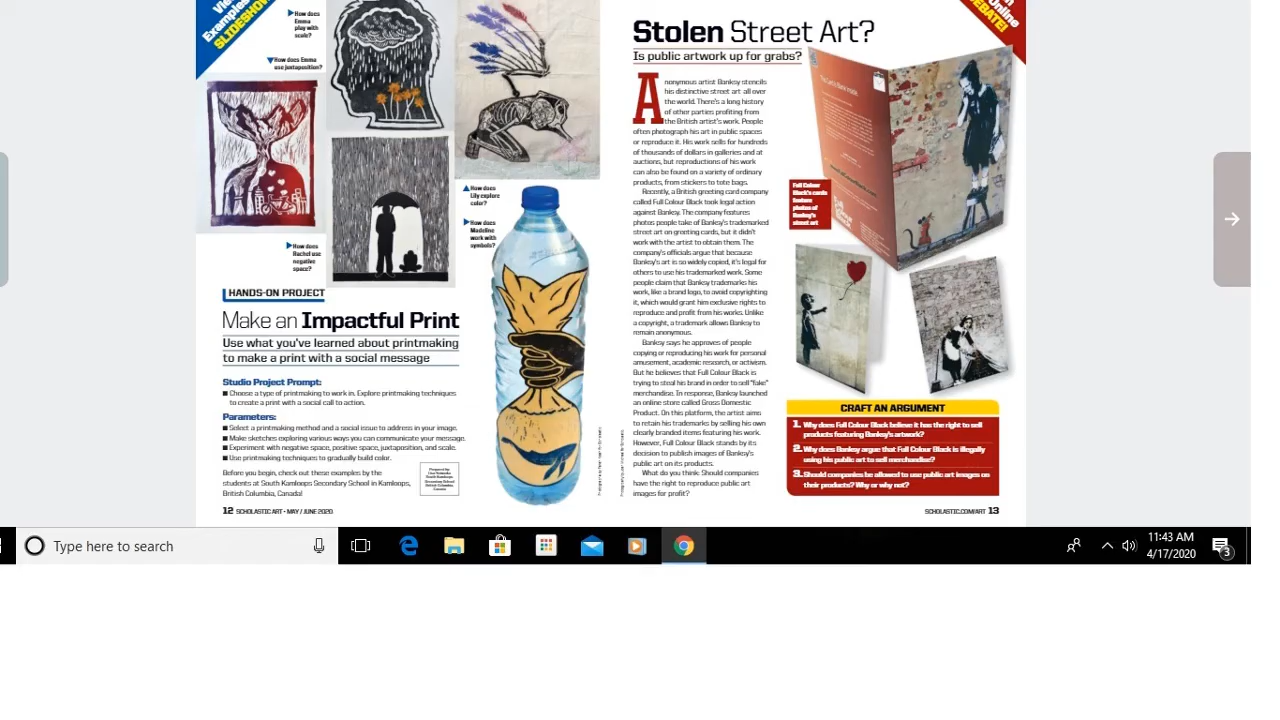 View
Examples
SLIDESHOW
How does
Emma
play with
scale?
How does Emma
use juxtaposition?
How does
Lily explore
color?
How does
Madeline
work with
symbols?
How does
Rachel use
negative
space?
HANDS-ON PROJECT
Make an Impactful Print
Use what you've learned about printmaking
to make a print with a social message
Studio Project Prompt:
■ Choose a type of printmaking to work in. Explore printmaking techniques
to create a print with a social call to action.
Parameters:
■ Select a printmaking method and a social issue to address in your image.
■ Make sketches exploring various ways you can communicate your message.
■ Experiment with negative space, positive space, juxtaposition, and scale.
■ Use printmaking techniques to gradually build color.
Before you begin, check out these examples by the
students at South Kamloops Secondary School in Kamloops,
British Columbia, Canada!
Prepared by
South Kamloops
Secondary School
British Columbia
Canada
12 SCHOLASTIC ART • MAY / JUNE 2020
Stolen Street Art?
Is public artwork up for grabs?
Anonymous artist Banksy stencils
his distinctive street art all over
the world. There's a long history
of other parties profiting from
the British artist's work. People
often photograph his art in public spaces
or reproduce it. His work sells for hundreds
of thousands of dollars in galleries and at
auctions, but reproductions of his work
can also be found on a variety of ordinary
products, from stickers to tote bags.
Recently, a British greeting card company
called Full Colour Black took legal action
against Banksy. The company features
photos people take of Banksy's trademarked
street art on greeting cards, but it didn't
work with the artist to obtain them. The
company's officials argue that because
Banksy's art is so widely copied, it's legal for
others to use his trademarked work. Some
people claim that Banksy trademarks his
work, like a brand logo, to avoid copyrighting
it, which would grant him exclusive rights to
reproduce and profit from his works. Unlike
a copyright, a trademark allows Banksy to
remain anonymous.
Banksy says he approves of people
copying or reproducing his work for personal
amusement, academic research, or activism.
But he believes that Full Colour Black is
trying to steal his brand in order to sell "fake"
merchandise. In response, Banksy launched
an online store called Gross Domestic
Product. On this platform, the artist aims
to retain his trademarks by selling his own
clearly branded items featuring his work.
However, Full Colour Black stands by its
decision to publish images of Banksy's
public art on its products.
What do you think: Should companies
have the right to reproduce public art
images for profit?
Online
DEBATE!
Full Colour
Black's cards
feature
photos of
Banksy's
street art
CRAFT AN ARGUMENT
1. Why does Full Colour Black believe it has the right to sell
products featuring Banksy's artwork?
2. Why does Banksy argue that Full Colour Black is illegally
using his public art to sell merchandise?
3. Should companies be allowed to use public art images on
their products? Why or why not?
SCHOLASTIC.COM/ART 13
Type here to search
11:43 AM
4/17/2020
3